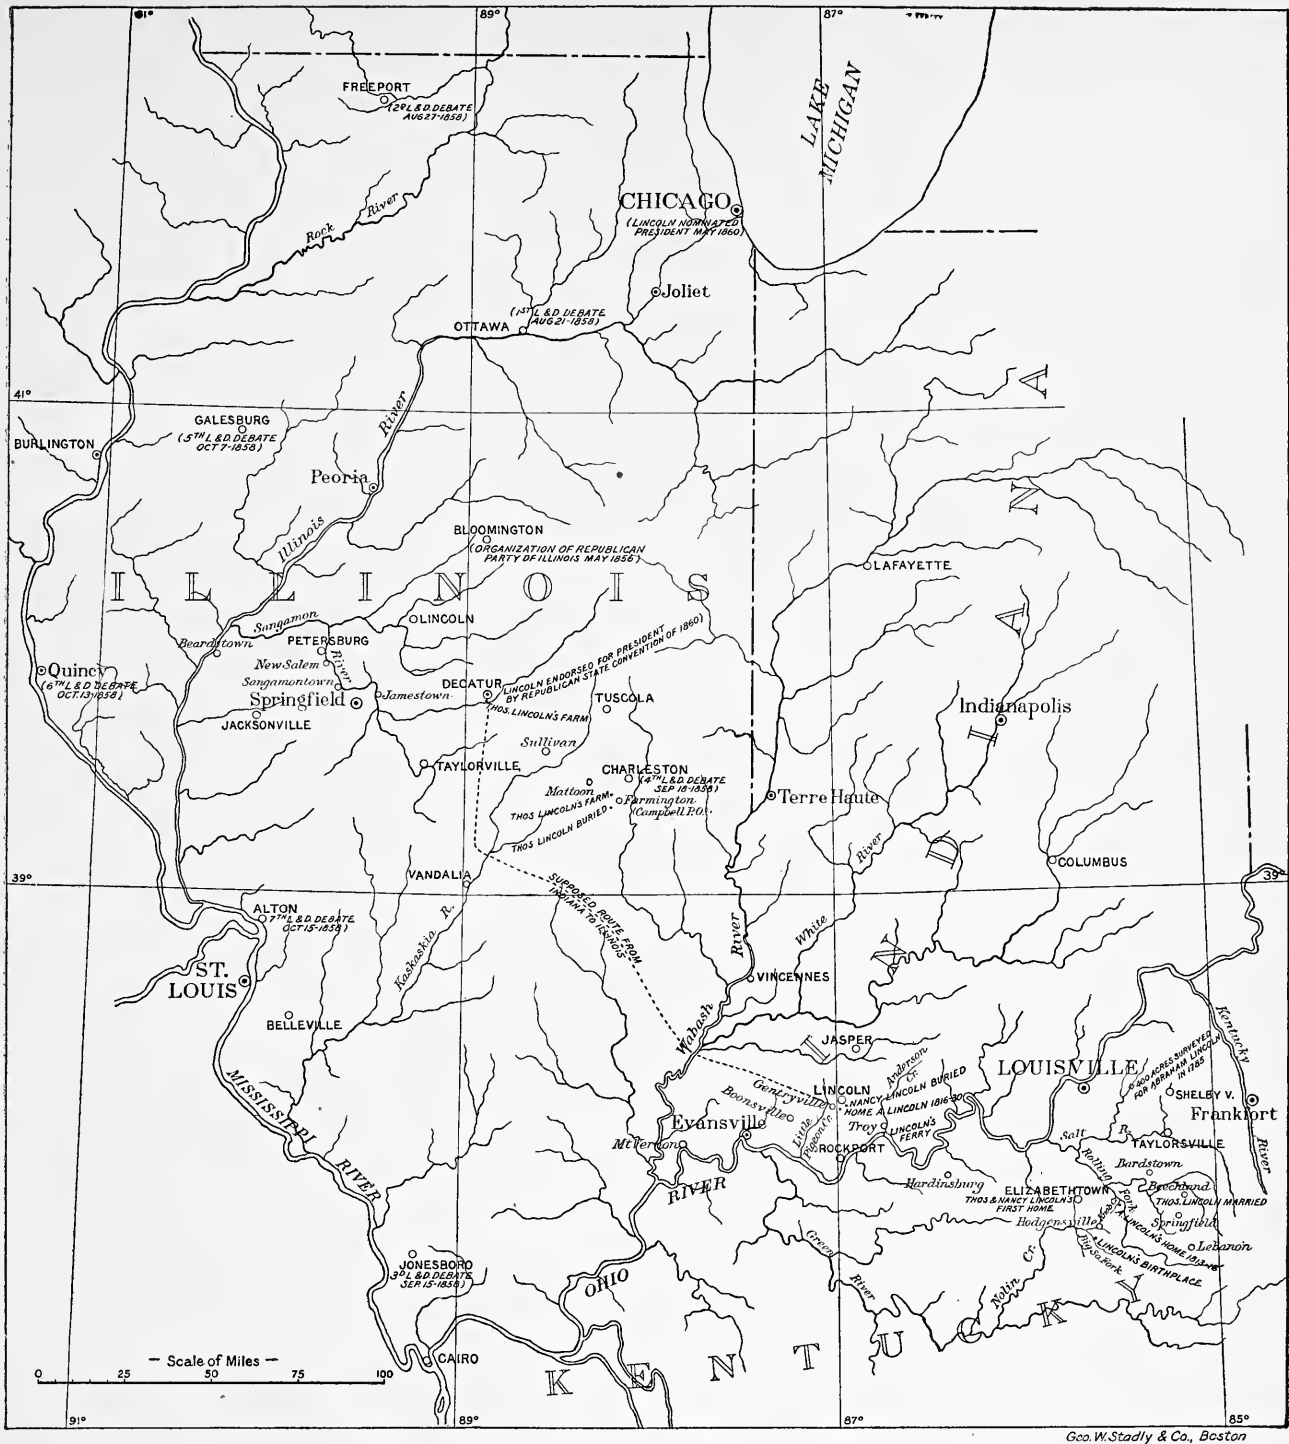 91°
89°
87°
FREEPORT
(2D L & D. DEBATE
AUG 27-1858)
LAKE
MICHIGAN
CHICAGO
(LINCOLN NOMINATED
PRESIDENT MAY 1860)
Rock River
Joliet
(1ST L & D DEBATE
AUG 21-1858)
OTTAWA
41°
GALESBURG
(5TH L & D. DEBATE
OCT 7-1858)
BURLINGTON
River
Peoria
Illinois
BLOOMINGTON
(ORGANIZATION OF REPUBLICAN
PARTY OF ILLINOIS MAY 1856)
ILLINOIS
INDIANA
LAFAYETTE
LINCOLN
Sangamon
River
PETERSBURG
Beardstown
New Salem
Sangamontown
Quincy
(6TH L & D DEBATE
OCT. 13-1858)
Springfield
Jamestown
JACKSONVILLE
DECATUR
(LINCOLN ENDORSED FOR PRESIDENT
BY REPUBLICAN STATE CONVENTION OF 1860)
THOS. LINCOLN'S FARM
TUSCOLA
Indianapolis
Sullivan
TAYLORVILLE
CHARLESTON
(4TH L & D. DEBATE
SEP 18-1858)
Mattoon
THOS LINCOLN'S FARM
Farmington
(Campbell P.O.)
THOS LINCOLN BURIED
Terre Haute
River
COLUMBUS
39°
39°
VANDALIA
SUPPOSED ROUTE FROM
INDIANA TO ILLINOIS
ALTON
7TH L & D. DEBATE
OCT 15-1858)
Kaskaskia R.
River
White
ST.
LOUIS
VINCENNES
BELLEVILLE
Wabash
JASPER
Kentucky
River
MISSISSIPPI
RIVER
LOUISVILLE
400 ACRES SURVEYED
FOR ABRAHAM LINCOLN
IN 1785
SHELBY V.
Frankfort
Anderson
Cr.
Gentryville
LINCOLN
NANCY LINCOLN BURIED
HOME A LINCOLN 1816-30
Boonsville
Little
Pigeon Cr.
Troy
LINCOLN'S
FERRY
Evansville
Mt Vernon
ROCKPORT
Salt R.
TAYLORSVILLE
Rolling
Fork
Bardstown
RIVER
Hardinsburg
ELIZABETHTOWN
THOS & NANCY LINCOLN'S
FIRST HOME
Beechland
THOS. LINCOLN MARRIED
Hodgensville
Springfield
LINCOLN'S HOME 1813-16
Lebanon
LINCOLN'S BIRTHPLACE
Big So. Fork
Green
River
Nolin Cr.
JONESBORO
3D L & D. DEBATE
SEP 15-1858)
OHIO
CAIRO
KENTUCKY
— Scale of Miles —
0 25 50 75 100
91°
89°
87°
85°
Geo. W. Stadly & Co., Boston